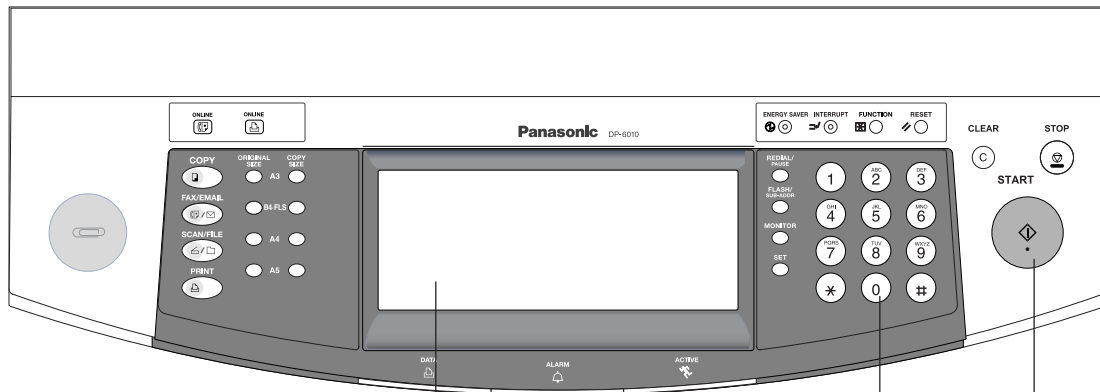 ONLINE ONLINE
Panasonic DP-6010
ENERGY SAVER INTERRUPT FUNCTION RESET
CLEAR STOP
C
START
COPY
FAX/EMAIL
SCAN/FILE
PRINT
ORIGINAL SIZE
COPY SIZE
A3
B4·FLS
A4
A5
REDIAL/
PAUSE
FLASH/
SUB-ADDR
MONITOR
SET
1 ABC 2 DEF 3
GHI 4 JKL 5 MNO 6
PQRS 7 TUV 8 WXYZ 9
* 0 #
DATA ALARM ACTIVE